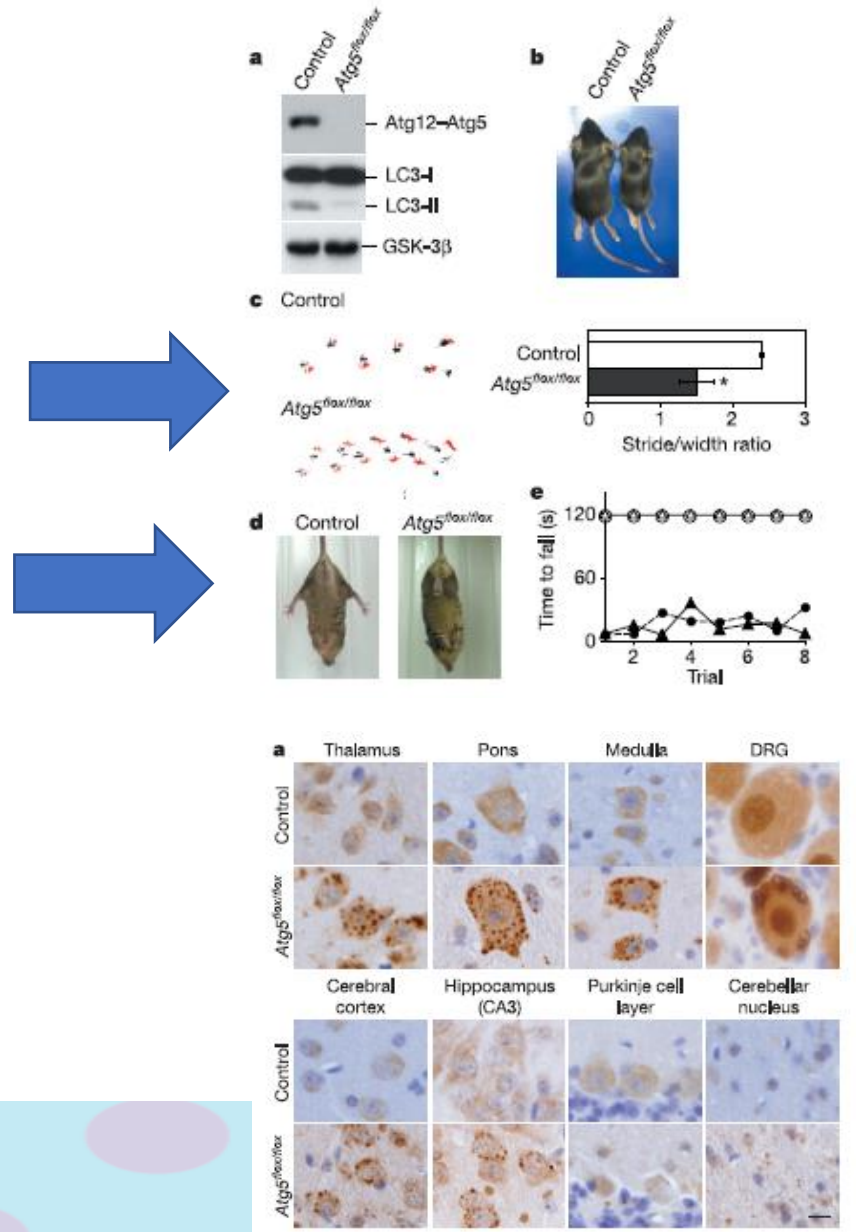 a
Control
Atg5flox/flox
Atg12–Atg5
LC3-I
LC3-II
GSK-3β
b
Control
Atg5flox/flox
c Control
Atg5flox/flox
Control
Atg5flox/flox
*
0 1 2 3
Stride/width ratio
d Control Atg5flox/flox
e
Time to fall (s)
120
60
0
2 4 6 8
Trial
a Thalamus Pons Medulla DRG
Control
Atg5flox/flox
Cerebral cortex
Hippocampus (CA3)
Purkinje cell layer
Cerebellar nucleus
Control
Atg5flox/flox